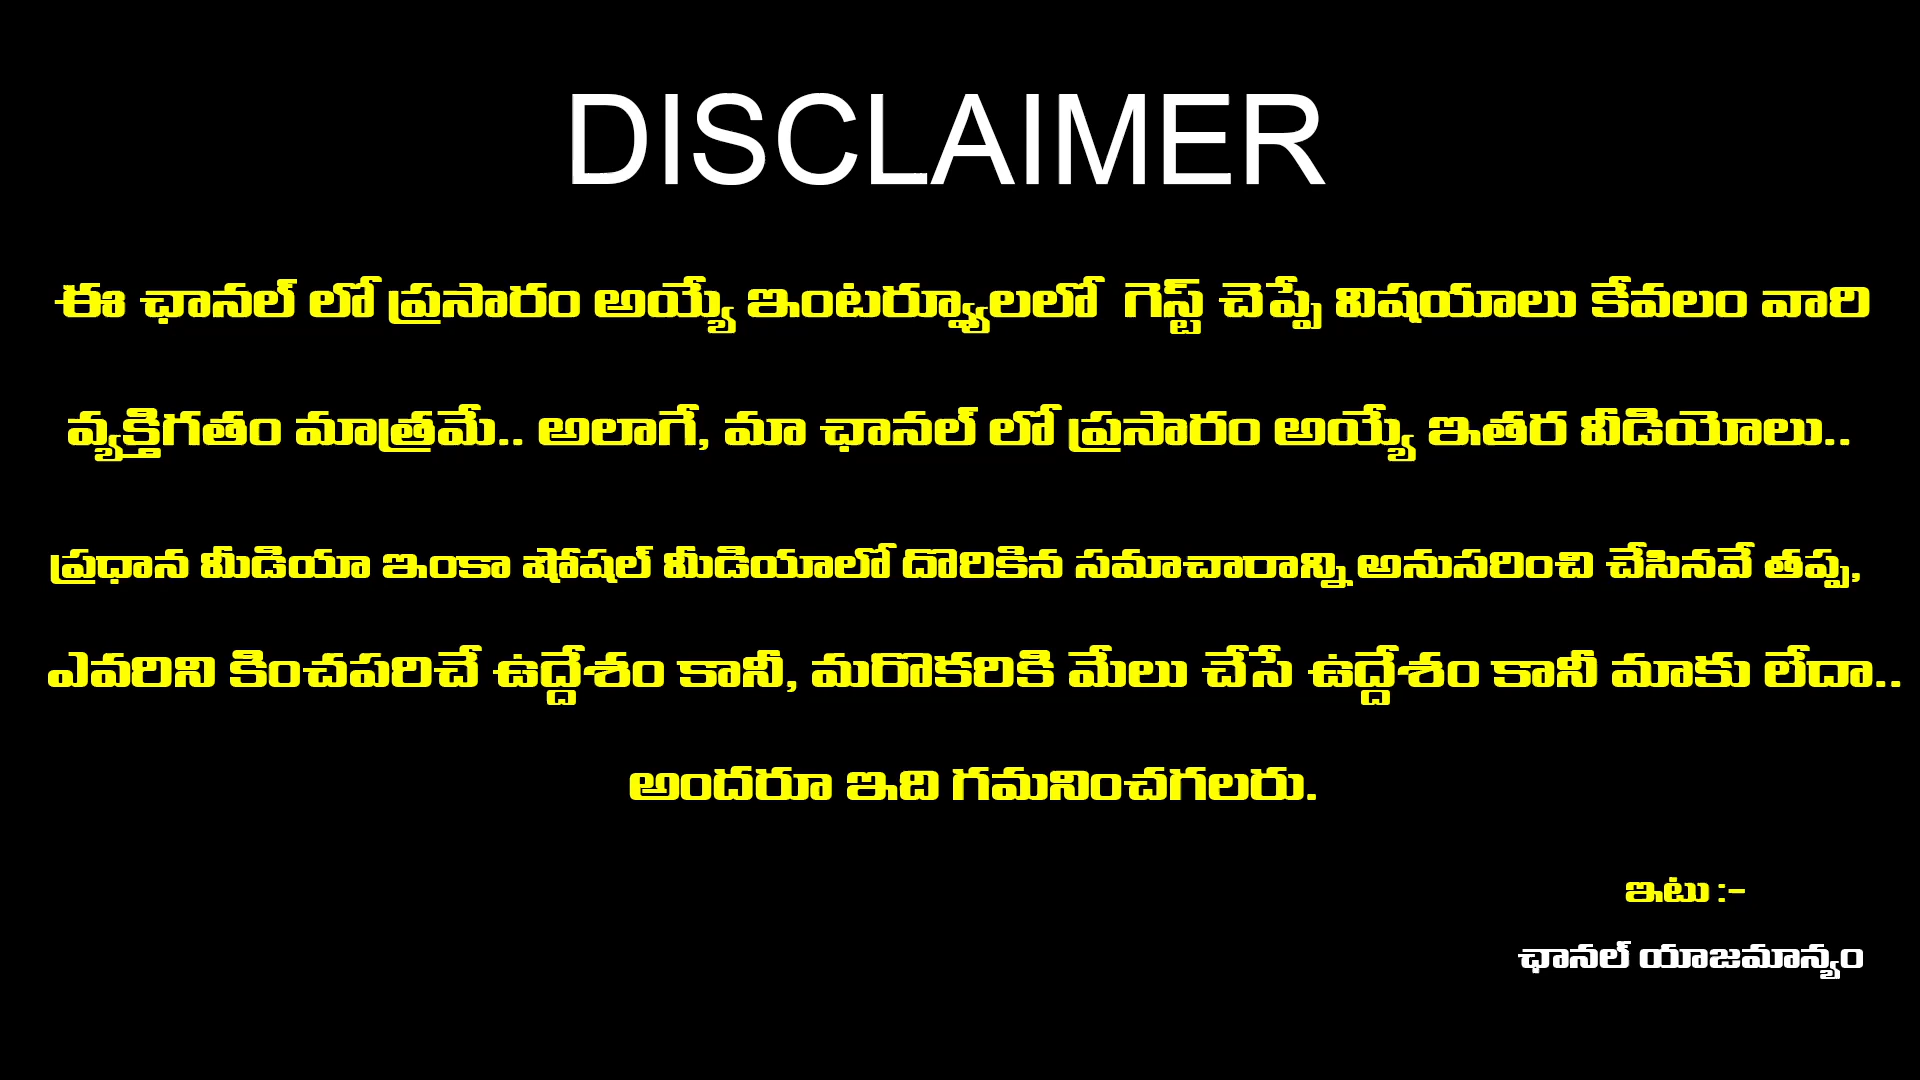 DISCLAIMER
ఈ ఛానల్ లో ప్రసారం అయ్యే ఇంటర్వ్యూలలో గెస్ట్ చెప్పే విషయాలు కేవలం వారి
వ్యక్తిగతం మాత్రమే.. అలాగే, మా ఛానల్ లో ప్రసారం అయ్యే ఇతర వీడియోలు..
ప్రధాన మీడియా ఇంకా షోషల్ మీడియాలో దొరికిన సమాచారాన్ని అనుసరించి చేసినవే తప్ప,
ఎవరిని కించపరిచే ఉద్దేశం కానీ, మరొకరికి మేలు చేసే ఉద్దేశం కానీ మాకు లేదా..
అందరూ ఇది గమనించగలరు.
ఇటు :-
ఛానల్ యాజమాన్యం